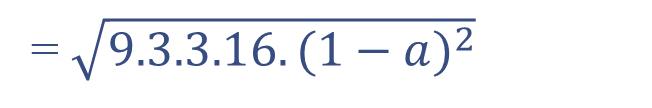 = √9.3.3.16. (1 − a)²